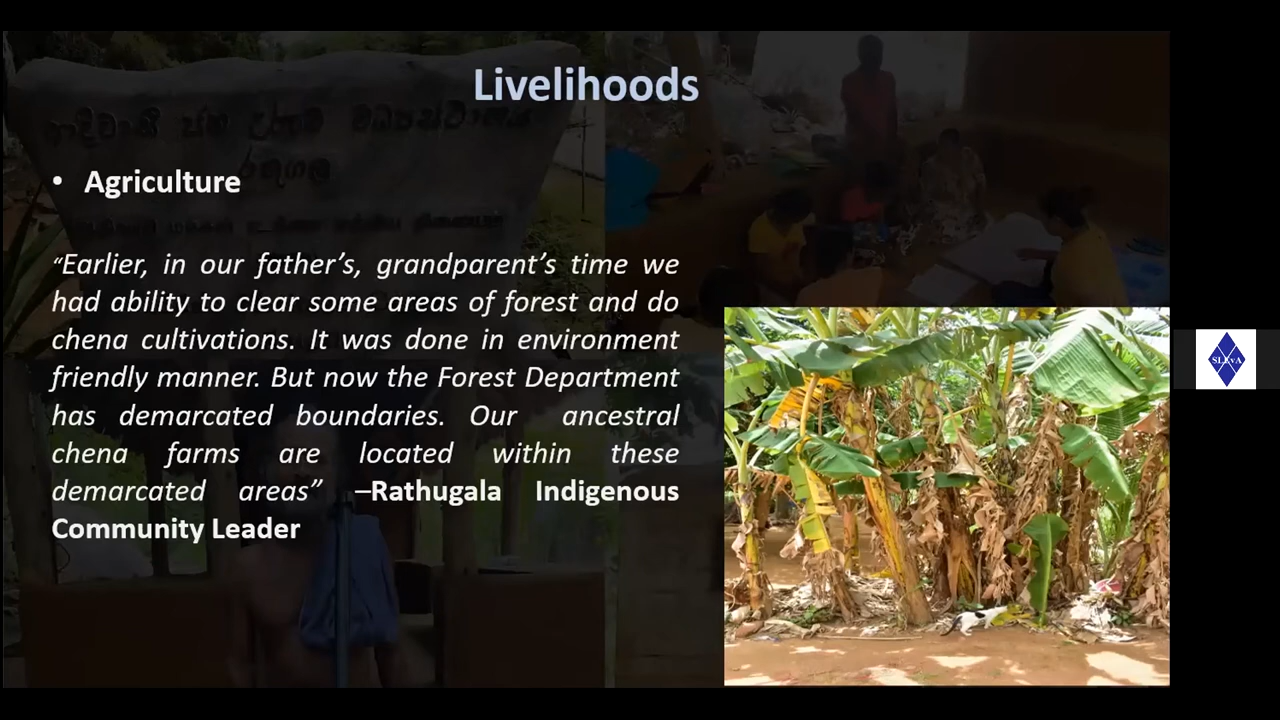 Livelihoods
• Agriculture
“Earlier, in our father’s, grandparent’s time we
had ability to clear some areas of forest and do
chena cultivations. It was done in environment
friendly manner. But now the Forest Department
has demarcated boundaries. Our ancestral
chena farms are located within these
demarcated areas” –Rathugala Indigenous
Community Leader
SLEvA